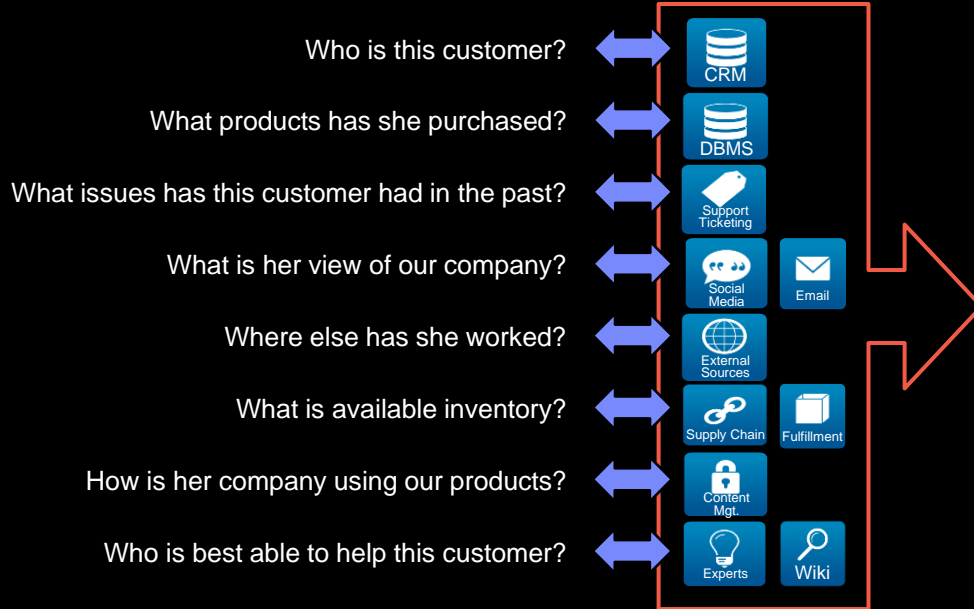 Who is this customer?
CRM
What products has she purchased?
DBMS
What issues has this customer had in the past?
Support
Ticketing
What is her view of our company?
Social
Media
Email
Where else has she worked?
External
Sources
What is available inventory?
Supply Chain
Fulfillment
How is her company using our products?
Content
Mgt.
Who is best able to help this customer?
Experts
Wiki